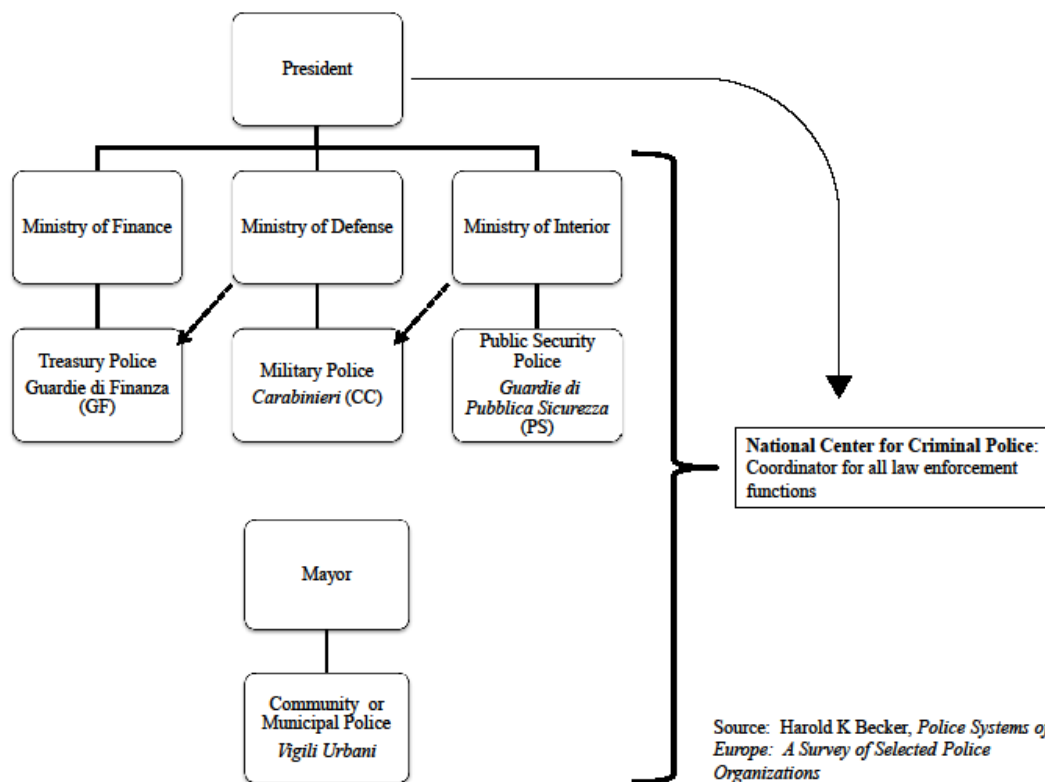 President
Ministry of Finance
Ministry of Defense
Ministry of Interior
Treasury Police
Guardie di Finanza
(GF)
Military Police
Carabinieri (CC)
Public Security
Police
Guardie di
Pubblica Sicurezza
(PS)
National Center for Criminal Police:
Coordinator for all law enforcement
functions
Mayor
Community or
Municipal Police
Vigili Urbani
Source: Harold K Becker, Police Systems of
Europe: A Survey of Selected Police
Organizations